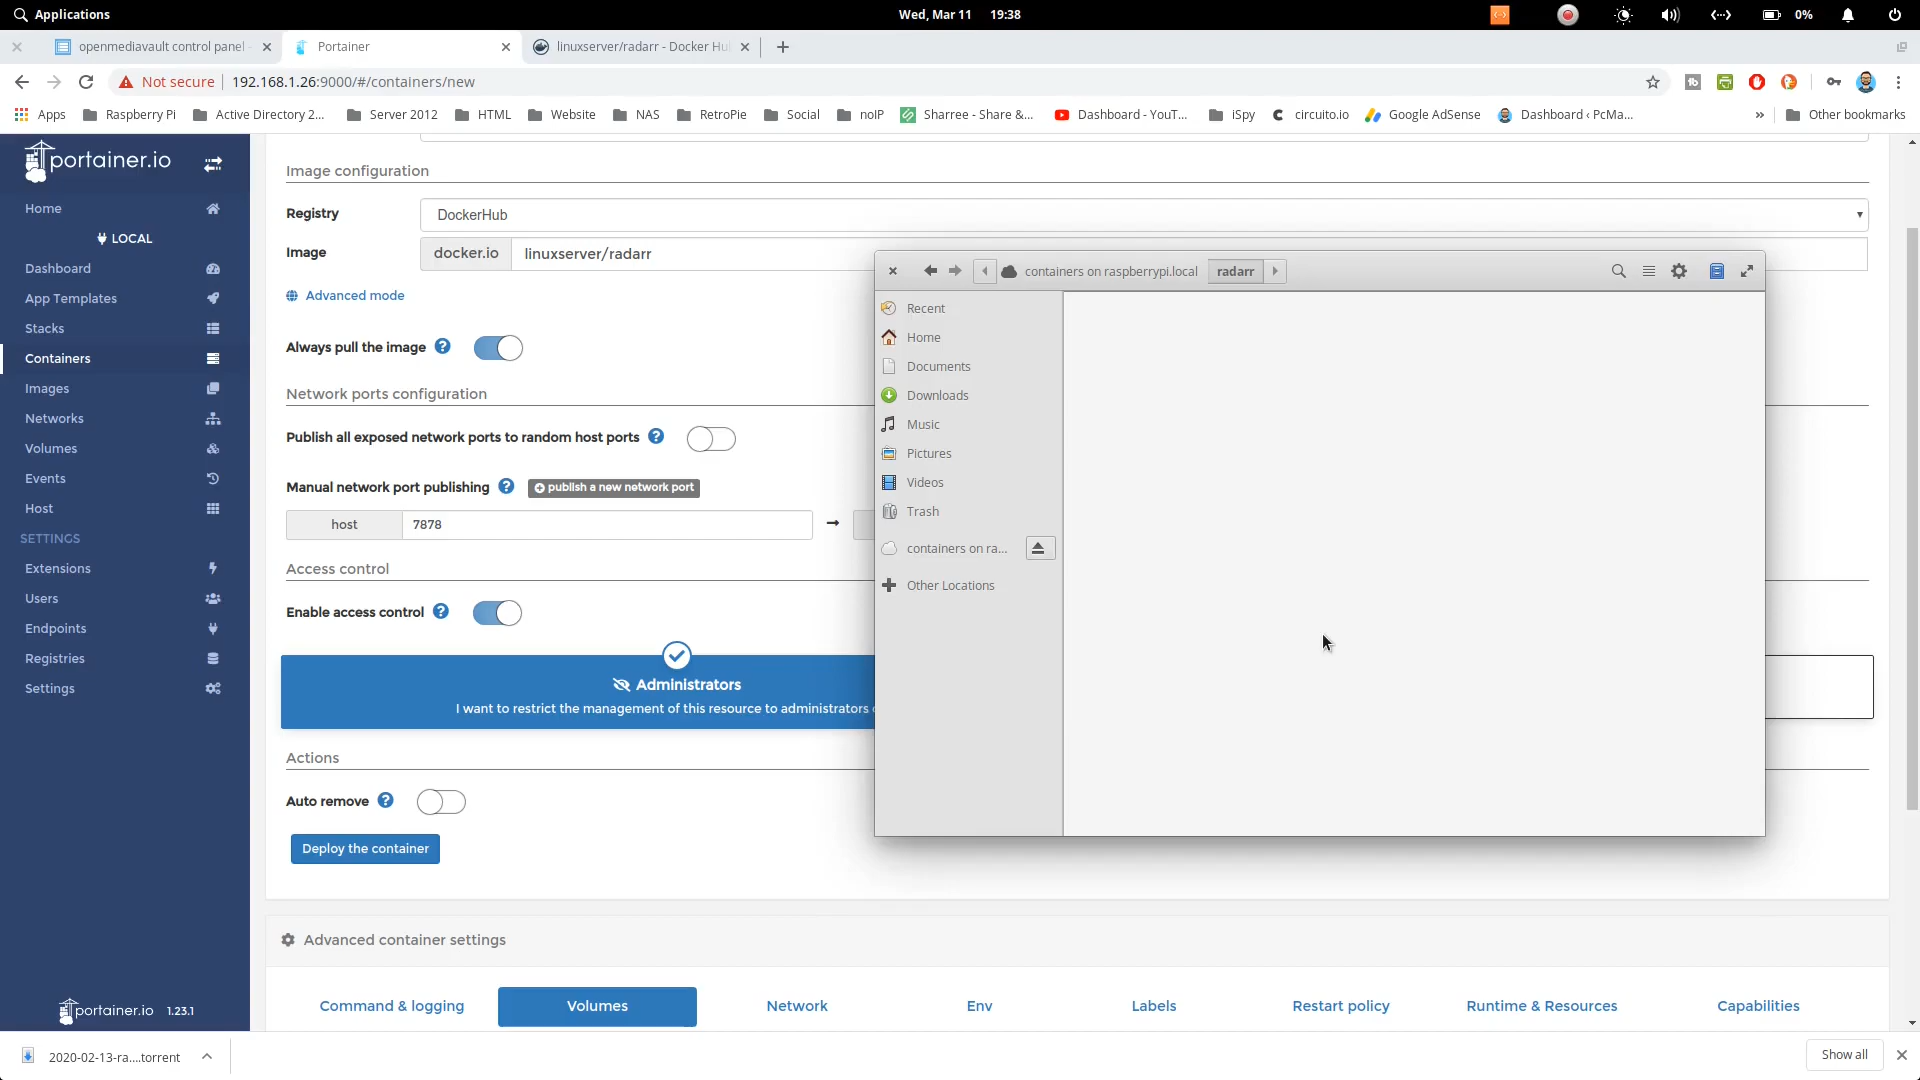 Applications
Wed, Mar 11 19:38
0%
openmediavault control panel -
Portainer
linuxserver/radarr - Docker Hu
Not secure
192.168.1.26:9000/#/containers/new
Apps
Raspberry Pi
Active Directory 2...
Server 2012
HTML
Website
NAS
RetroPie
Social
noIP
Sharree - Share &...
Dashboard - YouT...
iSpy
circuito.io
Google AdSense
Dashboard ‹ PcMa...
»
Other bookmarks
portainer.io
Home
LOCAL
Dashboard
App Templates
Stacks
Containers
Images
Networks
Volumes
Events
Host
SETTINGS
Extensions
Users
Endpoints
Registries
Settings
portainer.io 1.23.1
Image configuration
Registry
DockerHub
Image
docker.io
linuxserver/radarr
Advanced mode
Always pull the image
Network ports configuration
Publish all exposed network ports to random host ports
Manual network port publishing
publish a new network port
host
7878
Access control
Enable access control
Administrators
I want to restrict the management of this resource to administrators
Actions
Auto remove
Deploy the container
containers on raspberrypi.local
radarr
Recent
Home
Documents
Downloads
Music
Pictures
Videos
Trash
containers on ra...
Other Locations
Advanced container settings
Command & logging
Volumes
Network
Env
Labels
Restart policy
Runtime & Resources
Capabilities
2020-02-13-ra....torrent
Show all